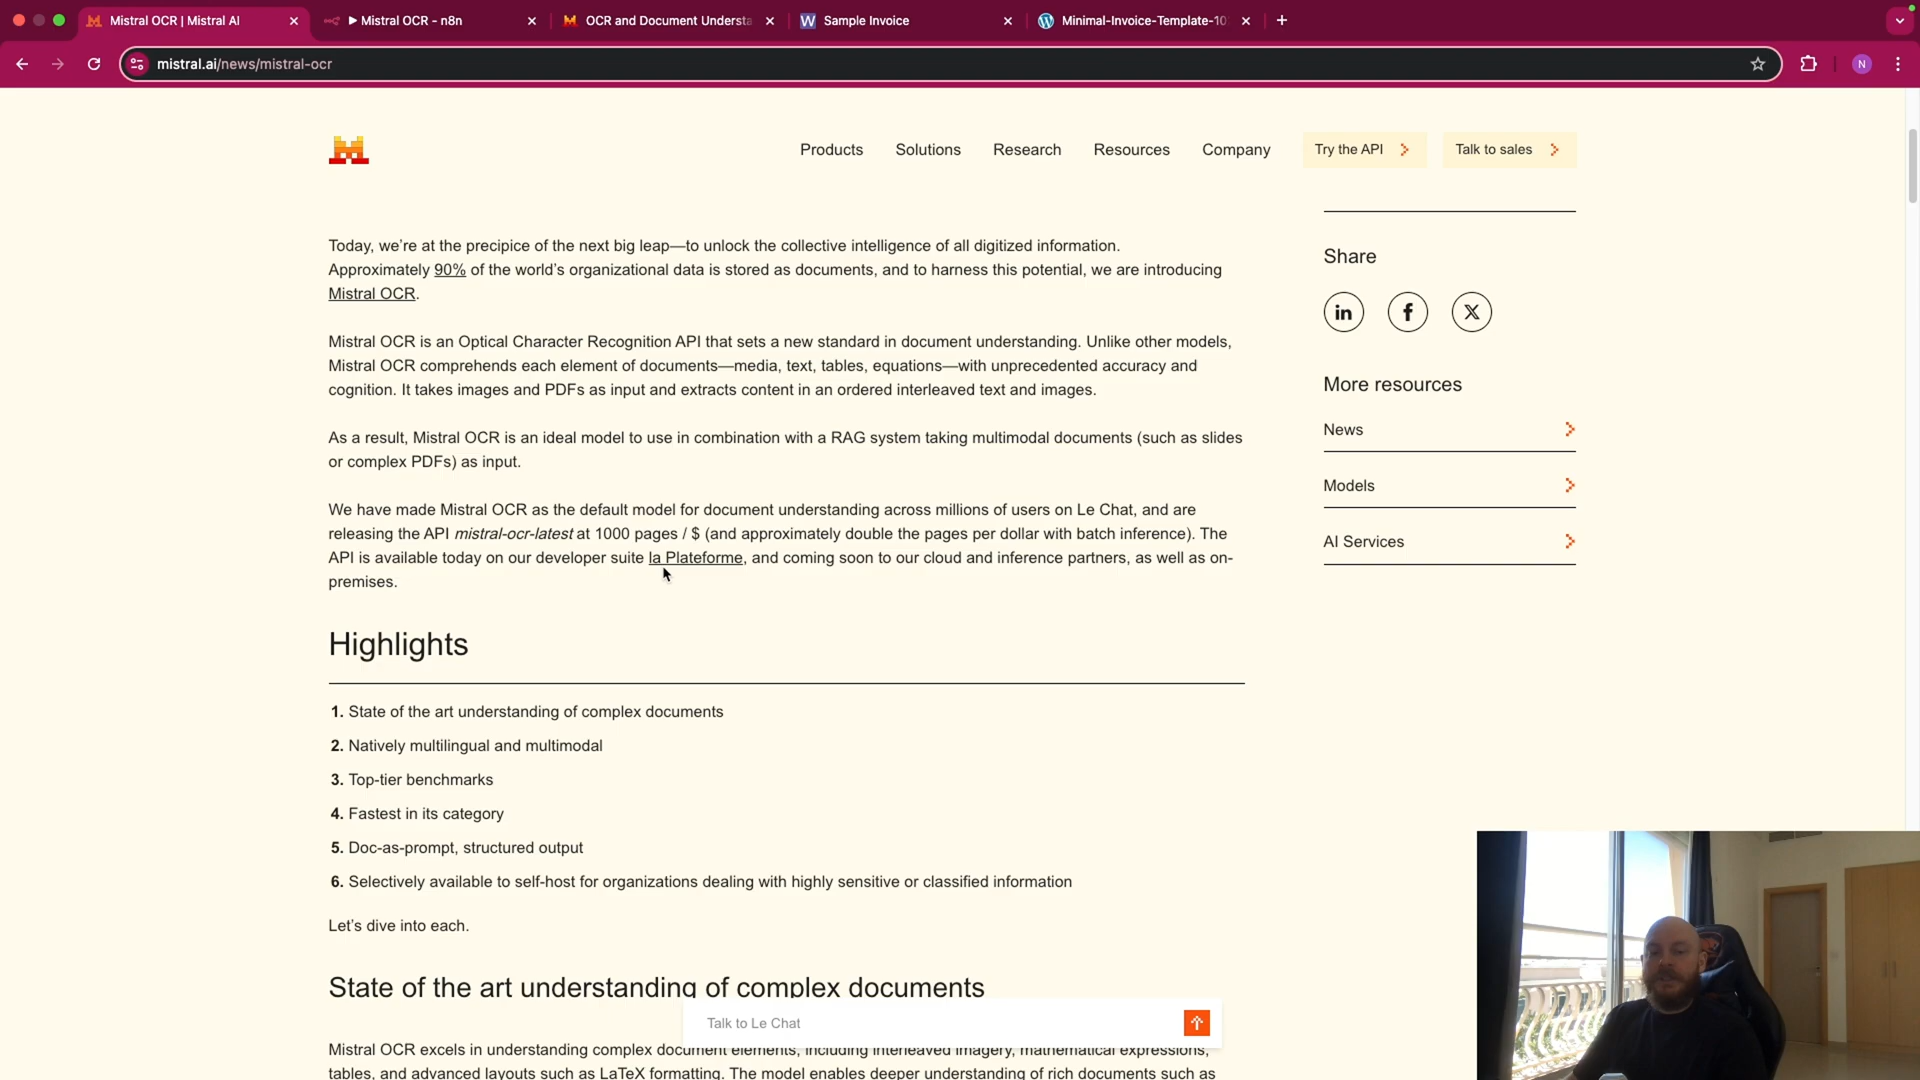 Mistral OCR | Mistral AI
Mistral OCR - n8n
OCR and Document Understa
Sample Invoice
Minimal-Invoice-Template-10
mistral.ai/news/mistral-ocr
N
Products
Solutions
Research
Resources
Company
Try the API
Talk to sales
Today, we’re at the precipice of the next big leap—to unlock the collective intelligence of all digitized information.
Approximately 90% of the world’s organizational data is stored as documents, and to harness this potential, we are introducing
Mistral OCR.
Mistral OCR is an Optical Character Recognition API that sets a new standard in document understanding. Unlike other models,
Mistral OCR comprehends each element of documents—media, text, tables, equations—with unprecedented accuracy and
cognition. It takes images and PDFs as input and extracts content in an ordered interleaved text and images.
As a result, Mistral OCR is an ideal model to use in combination with a RAG system taking multimodal documents (such as slides
or complex PDFs) as input.
We have made Mistral OCR as the default model for document understanding across millions of users on Le Chat, and are
releasing the API mistral-ocr-latest at 1000 pages / $ (and approximately double the pages per dollar with batch inference). The
API is available today on our developer suite la Plateforme, and coming soon to our cloud and inference partners, as well as on-
premises.
Share
More resources
News
Models
AI Services
Highlights
1. State of the art understanding of complex documents
2. Natively multilingual and multimodal
3. Top-tier benchmarks
4. Fastest in its category
5. Doc-as-prompt, structured output
6. Selectively available to self-host for organizations dealing with highly sensitive or classified information
Let’s dive into each.
State of the art understanding of complex documents
Talk to Le Chat
Mistral OCR excels in understanding complex document elements, including interleaved imagery, mathematical expressions,
tables, and advanced layouts such as LaTeX formatting. The model enables deeper understanding of rich documents such as